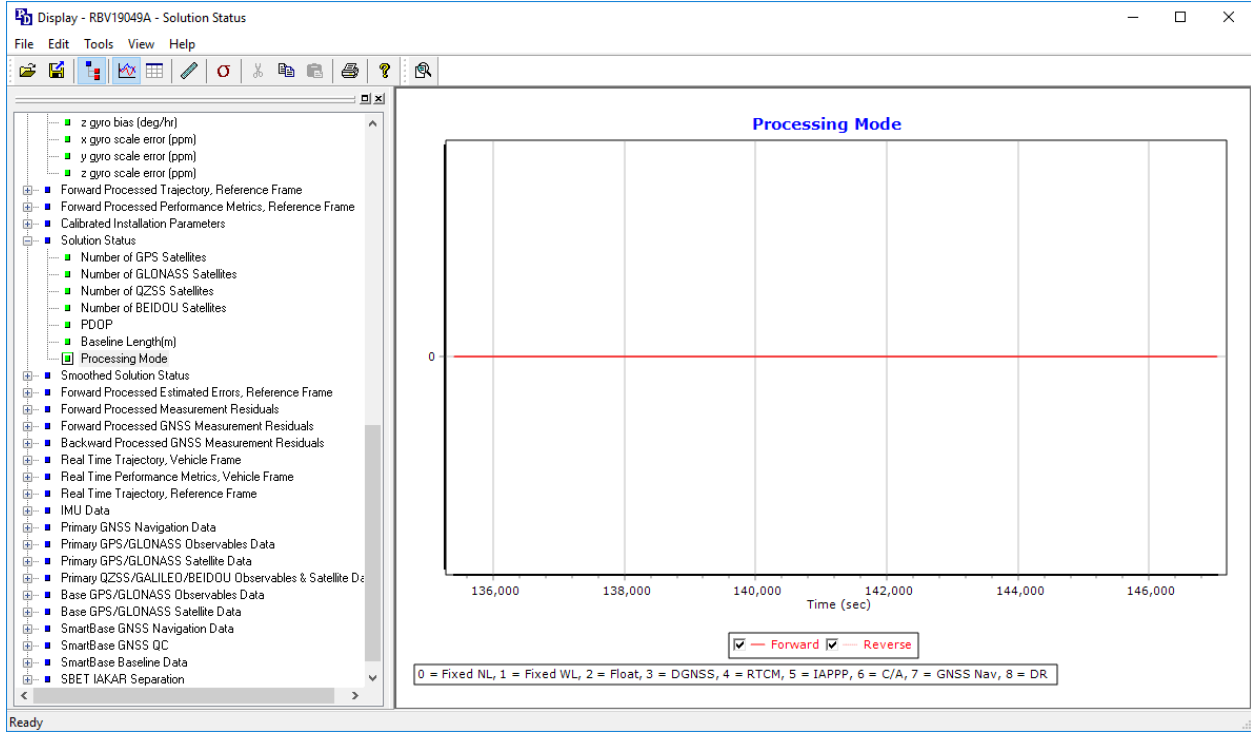 Display - RBV19049A - Solution Status
File Edit Tools View Help
z gyro bias (deg/hr)
x gyro scale error (ppm)
y gyro scale error (ppm)
z gyro scale error (ppm)
Forward Processed Trajectory, Reference Frame
Forward Processed Performance Metrics, Reference Frame
Calibrated Installation Parameters
Solution Status
Number of GPS Satellites
Number of GLONASS Satellites
Number of QZSS Satellites
Number of BEIDOU Satellites
PDOP
Baseline Length(m)
Processing Mode
Smoothed Solution Status
Forward Processed Estimated Errors, Reference Frame
Forward Processed Measurement Residuals
Forward Processed GNSS Measurement Residuals
Backward Processed GNSS Measurement Residuals
Real Time Trajectory, Vehicle Frame
Real Time Performance Metrics, Vehicle Frame
Real Time Trajectory, Reference Frame
IMU Data
Primary GNSS Navigation Data
Primary GPS/GLONASS Observables Data
Primary GPS/GLONASS Satellite Data
Primary QZSS/GALILEO/BEIDOU Observables & Satellite Da
Base GPS/GLONASS Observables Data
Base GPS/GLONASS Satellite Data
SmartBase GNSS Navigation Data
SmartBase GNSS QC
SmartBase Baseline Data
SBET IAKAR Separation
Processing Mode
0
136,000 138,000 140,000 142,000 144,000 146,000
Time (sec)
Forward Reverse
0 = Fixed NL, 1 = Fixed WL, 2 = Float, 3 = DGNSS, 4 = RTCM, 5 = IAPPP, 6 = C/A, 7 = GNSS Nav, 8 = DR
Ready